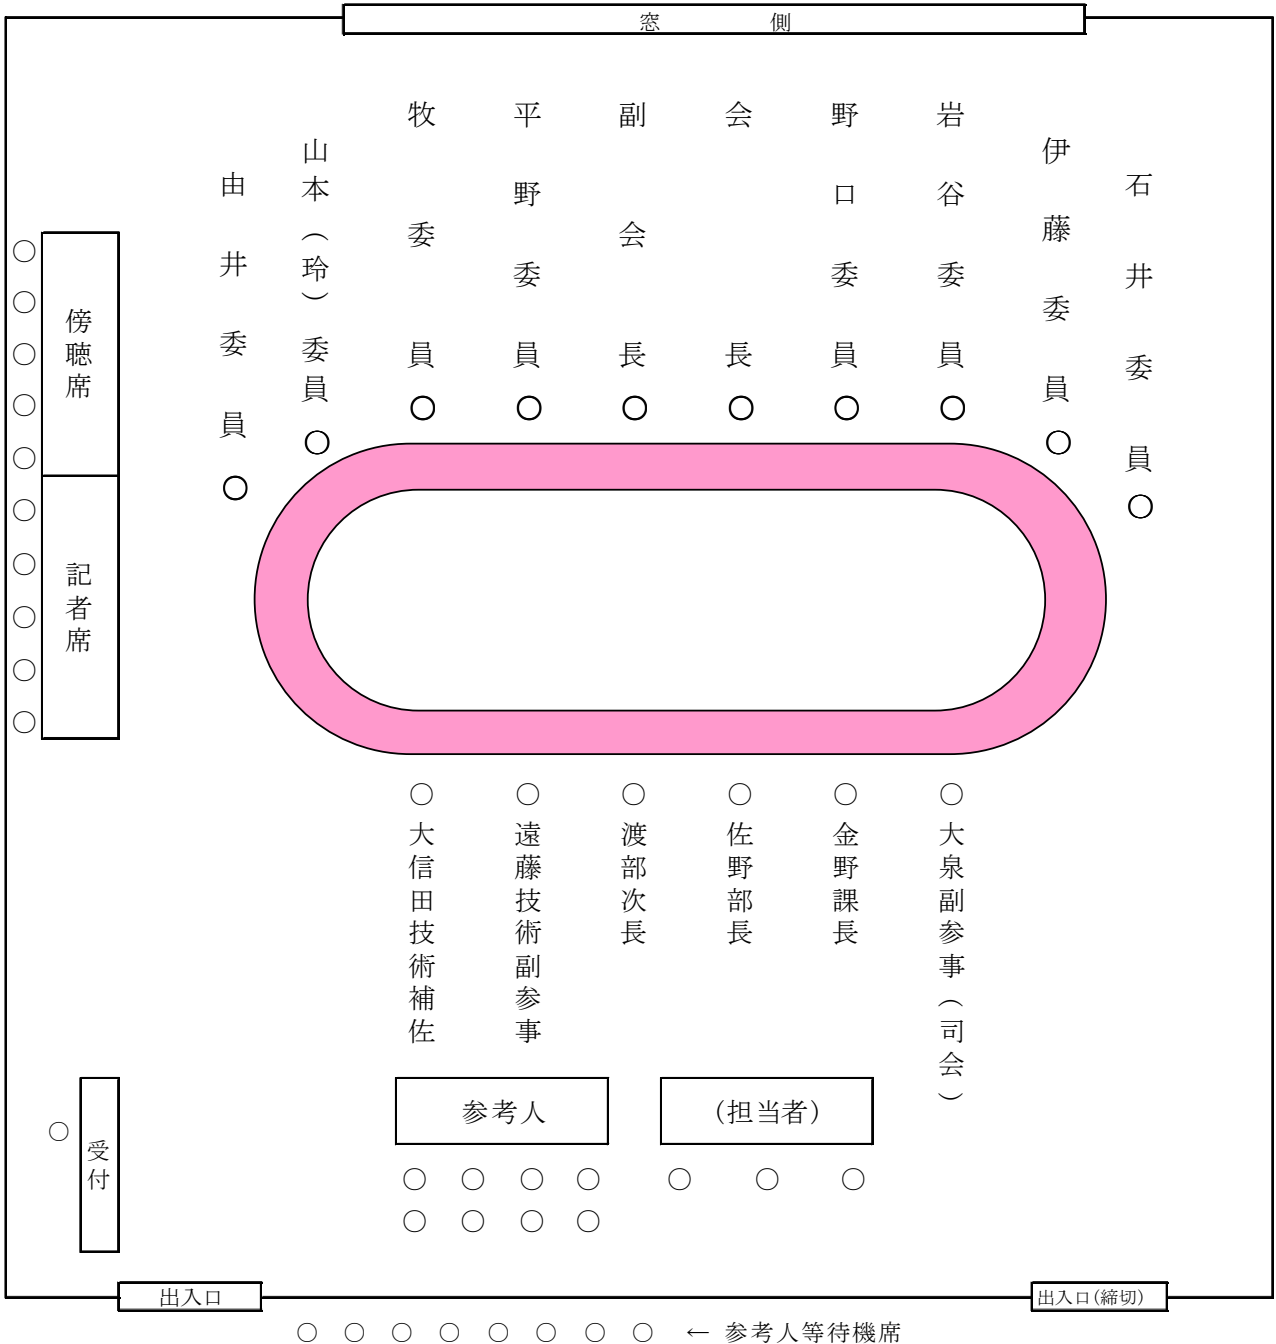 窓側
由井委員
山本(玲)委員
牧委員
平野委員
副会長
会長
野口委員
岩谷委員
伊藤委員
石井委員
傍聴席
記者席
大信田技術補佐
遠藤技術副参事
渡部次長
佐野部長
金野課長
大泉副参事(司会)
参考人
(担当者)
受付
出入口
出入口(締切)
← 参考人等待機席